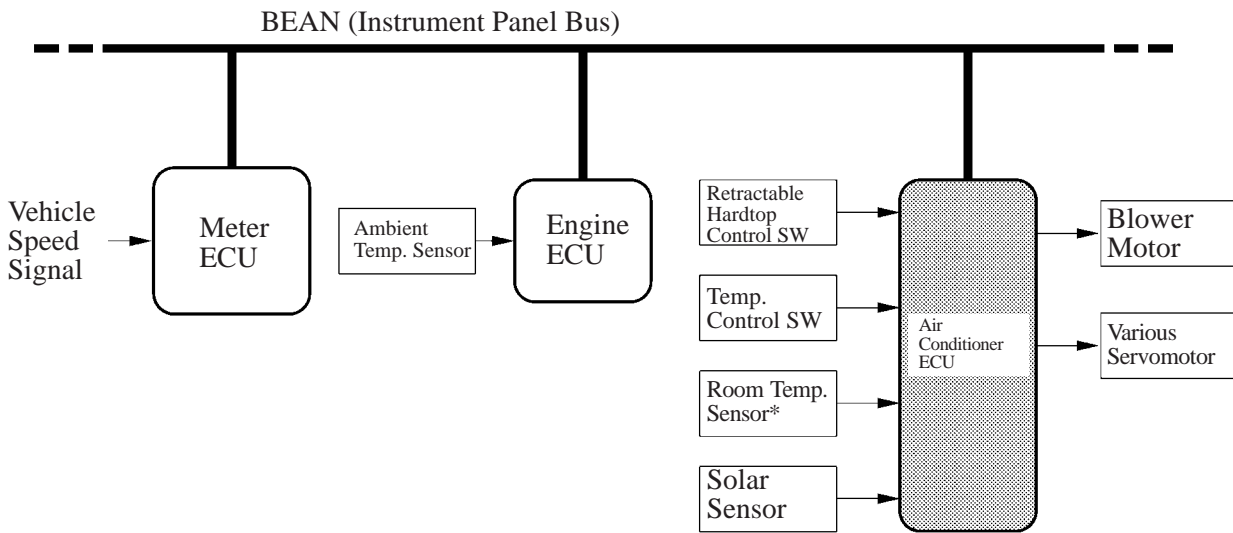 BEAN (Instrument Panel Bus)
Vehicle
Speed
Signal
Meter
ECU
Ambient
Temp. Sensor
Engine
ECU
Retractable
Hardtop
Control SW
Temp.
Control SW
Room Temp.
Sensor*
Solar
Sensor
Air
Conditioner
ECU
Blower
Motor
Various
Servomotor